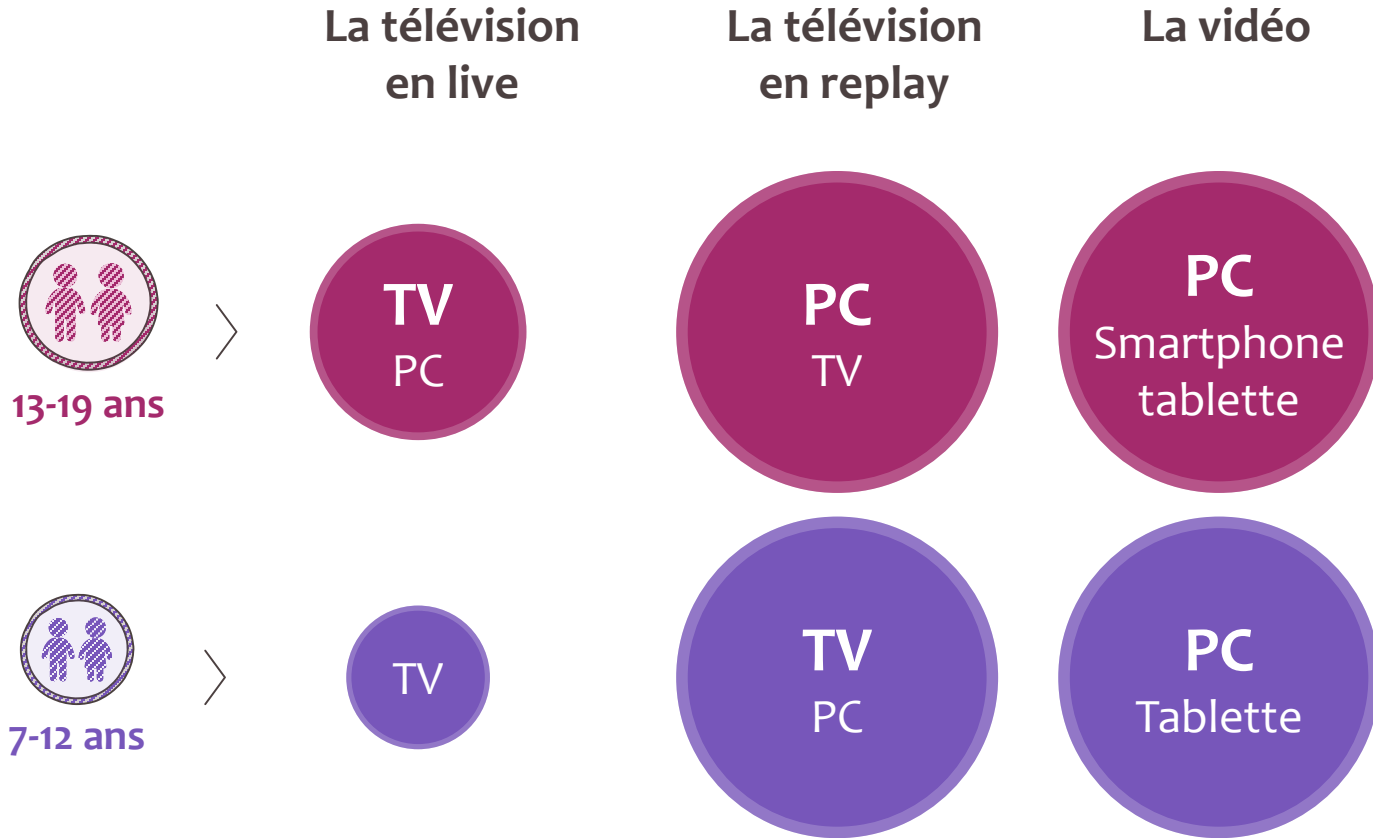 La télévision
en live
La télévision
en replay
La vidéo
13-19 ans
TV
PC
PC
TV
PC
Smartphone
tablette
7-12 ans
TV
TV
PC
PC
Tablette